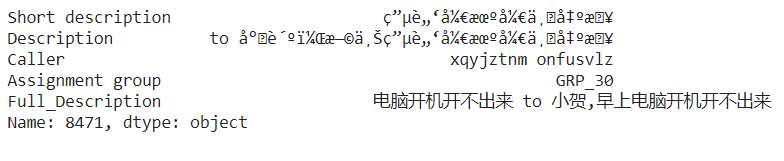 Short description ç”µè„‘å¼€æœºå¼€ä¸�å‡ºæ�¥
Description to å°�è´ºï¼Œæ—©ä¸Šç”µè„‘å¼€æœºå¼€ä¸�å‡ºæ�¥
Caller xqyjztnm onfusvlz
Assignment group GRP_30
Full_Description 电脑开机开不出来 to 小贺,早上电脑开机开不出来
Name: 8471, dtype: object